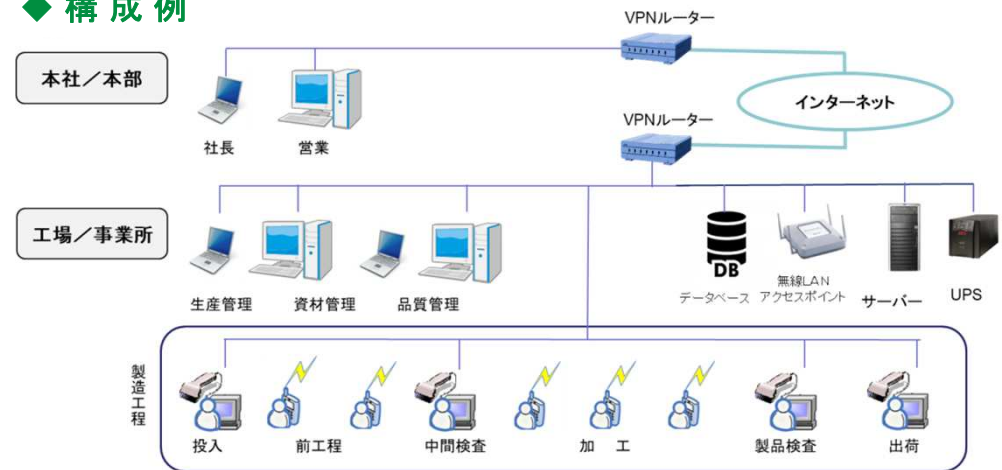 ◆ 構成例
VPNルーター
本社／本部
インターネット
社長
営業
VPNルーター
工場／事業所
DB
生産管理
資材管理
品質管理
データベース
無線LAN
アクセスポイント
サーバー
UPS
製造工程
投入
前工程
中間検査
加 工
製品検査
出荷